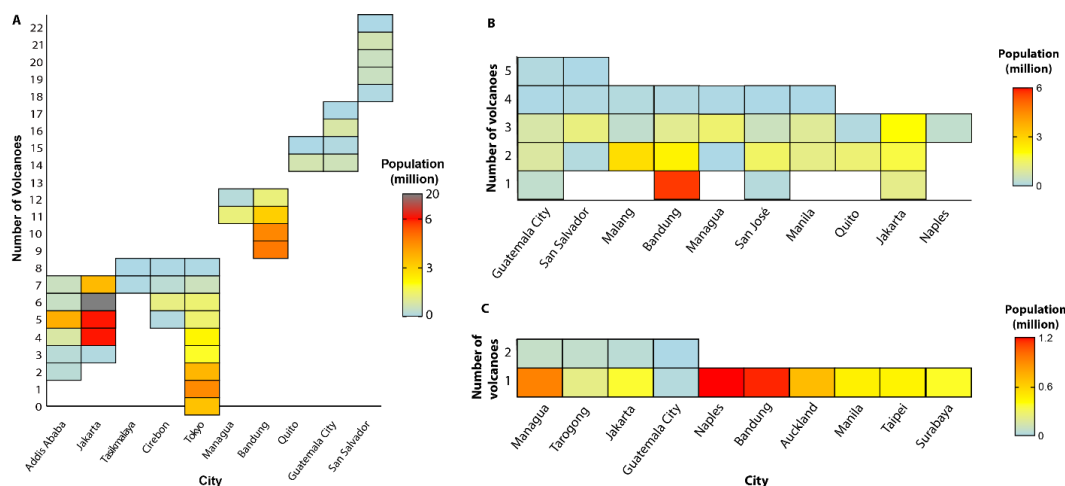 A
Number of Volcanoes
22
21
20
19
18
17
16
15
14
13
12
11
10
9
8
7
6
5
4
3
2
1
0
Addis Ababa
Jakarta
Tasikmalaya
Cirebon
Tokyo
Managua
Bandung
Quito
Guatemala City
San Salvador
City
Population
(million)
20
6
3
0
B
Number of volcanoes
5
4
3
2
1
Guatemala City
San Salvador
Malang
Bandung
Managua
San José
Manila
Quito
Jakarta
Naples
Population
(million)
6
3
0
C
Number of
volcanoes
2
1
Managua
Tarogong
Jakarta
Guatemala City
Naples
Bandung
Auckland
Manila
Taipei
Surabaya
City
Population
(million)
1.2
0.6
0